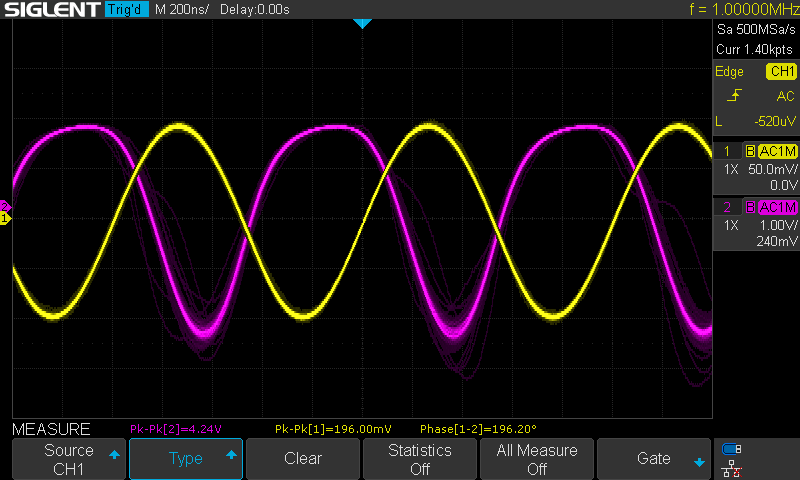 SIGLENT Trig'd M 200ns/ Delay:0.00s f = 1.00000MHz
Sa 500MSa/s
Curr 1.40kpts
Edge CH1
AC
L -520uV
1 B AC1M
1X 50.0mV/
0.0V
2 B AC1M
1X 1.00V/
240mV
2
1
MEASURE Pk-Pk[2]=4.24V Pk-Pk[1]=196.00mV Phase[1-2]=196.20°
Source
CH1
Type
Clear
Statistics
Off
All Measure
Off
Gate